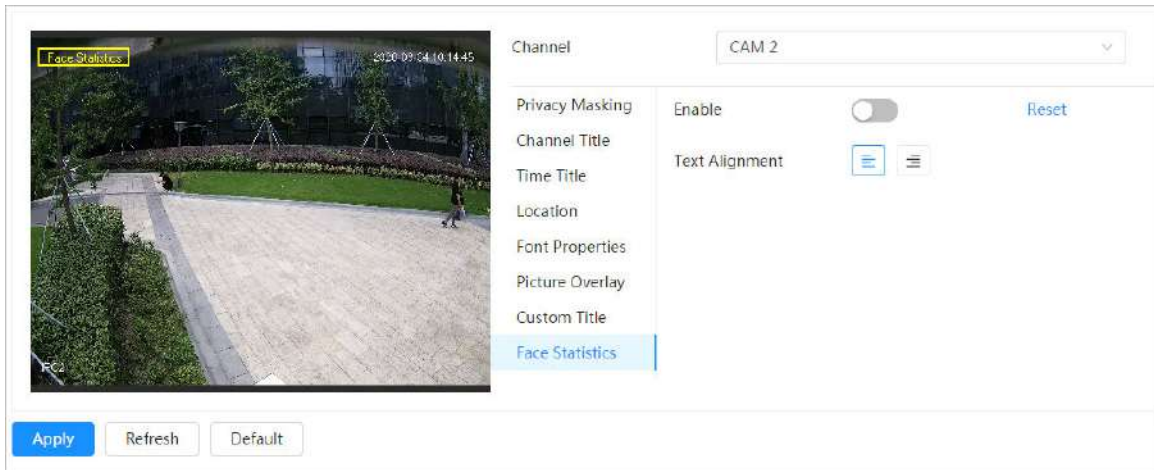 Face Statistics
2020-09-04 10:14:45
IPC2
Channel
CAM 2
Privacy Masking
Channel Title
Time Title
Location
Font Properties
Picture Overlay
Custom Title
Face Statistics
Enable
Reset
Text Alignment
Apply
Refresh
Default